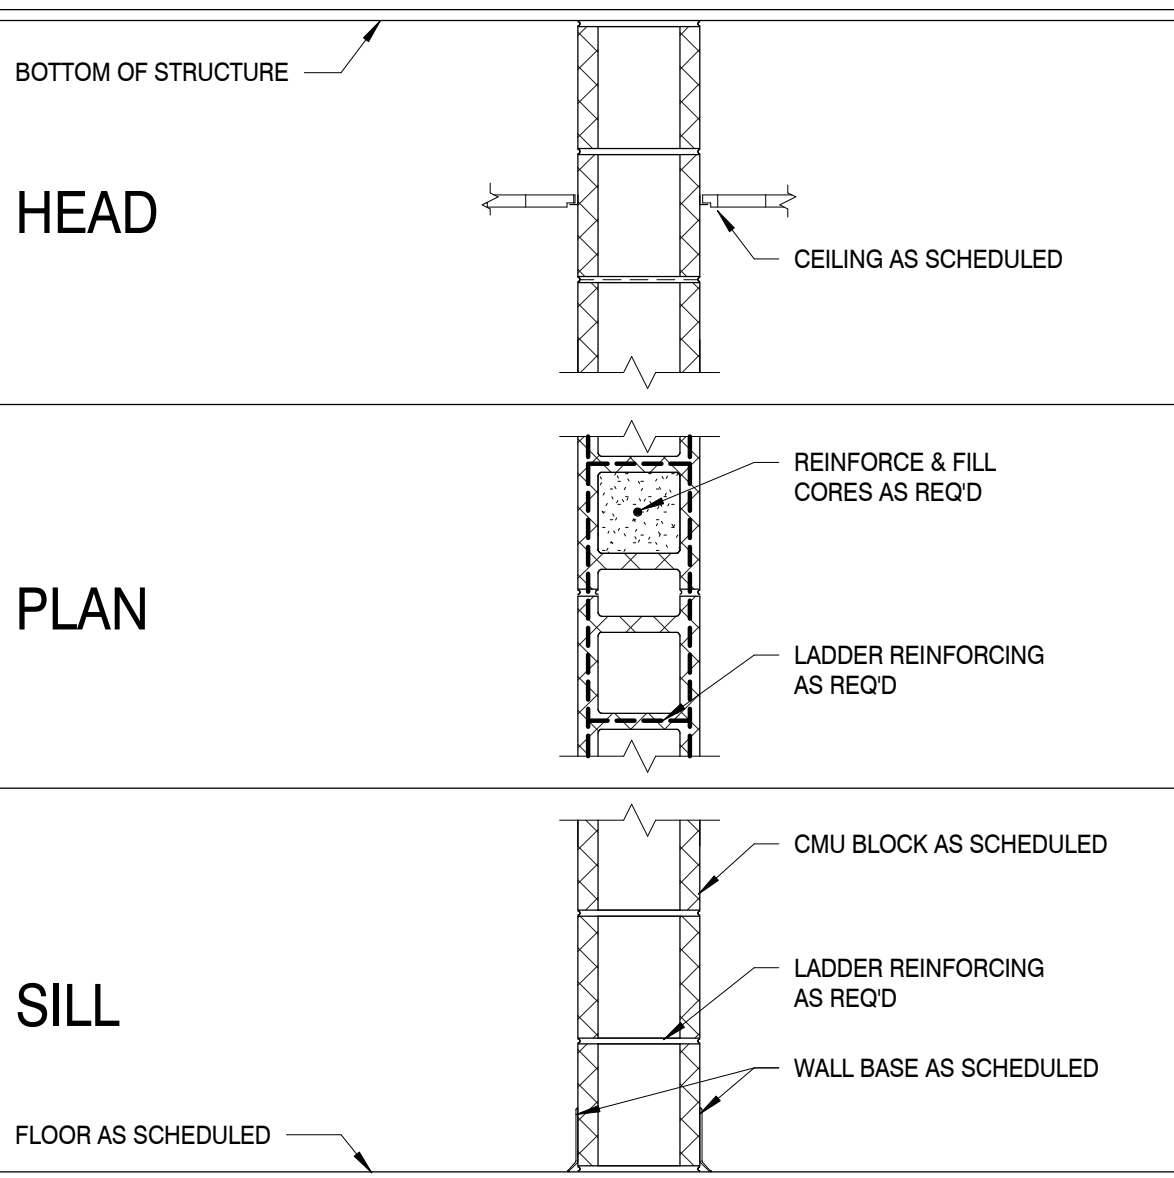 BOTTOM OF STRUCTURE
HEAD
CEILING AS SCHEDULED
REINFORCE & FILL
CORES AS REQ'D
PLAN
LADDER REINFORCING
AS REQ'D
CMU BLOCK AS SCHEDULED
LADDER REINFORCING
AS REQ'D
SILL
WALL BASE AS SCHEDULED
FLOOR AS SCHEDULED